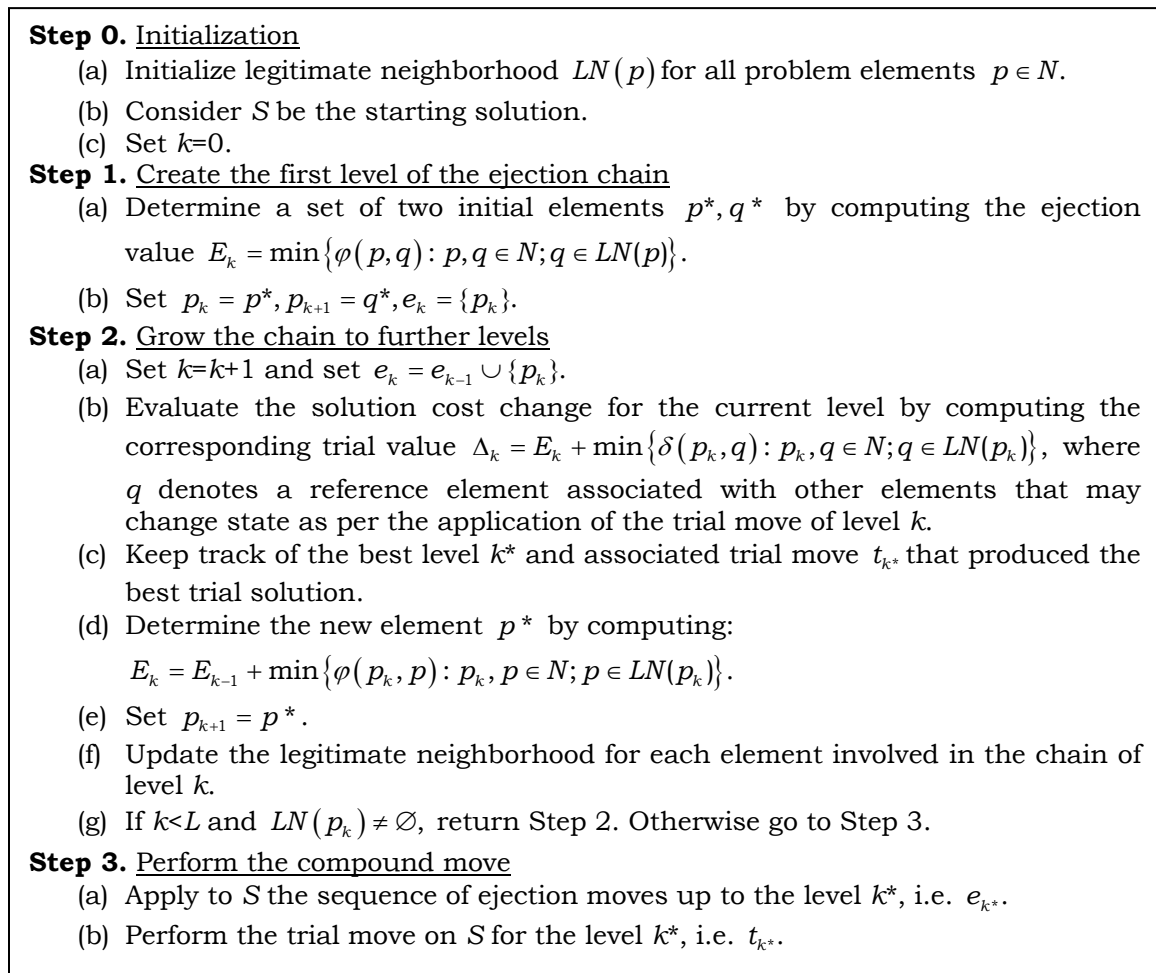 Step 0. Initialization
(a) Initialize legitimate neighborhood LN(p) for all problem elements p ∈ N.
(b) Consider S be the starting solution.
(c) Set k=0.
Step 1. Create the first level of the ejection chain
(a) Determine a set of two initial elements p*, q * by computing the ejection
value E_k = min{φ(p, q) : p, q ∈ N; q ∈ LN(p)}.
(b) Set p_k = p*, p_{k+1} = q*, e_k = {p_k}.
Step 2. Grow the chain to further levels
(a) Set k=k+1 and set e_k = e_{k−1} ∪ {p_k}.
(b) Evaluate the solution cost change for the current level by computing the
corresponding trial value Δ_k = E_k + min{δ(p_k, q) : p_k, q ∈ N; q ∈ LN(p_k)}, where
q denotes a reference element associated with other elements that may
change state as per the application of the trial move of level k.
(c) Keep track of the best level k* and associated trial move t_{k*} that produced the
best trial solution.
(d) Determine the new element p * by computing:
E_k = E_{k−1} + min{φ(p_k, p) : p_k, p ∈ N; p ∈ LN(p_k)}.
(e) Set p_{k+1} = p *.
(f) Update the legitimate neighborhood for each element involved in the chain of
level k.
(g) If k<L and LN(p_k) ≠ ∅, return Step 2. Otherwise go to Step 3.
Step 3. Perform the compound move
(a) Apply to S the sequence of ejection moves up to the level k*, i.e. e_{k*}.
(b) Perform the trial move on S for the level k*, i.e. t_{k*}.